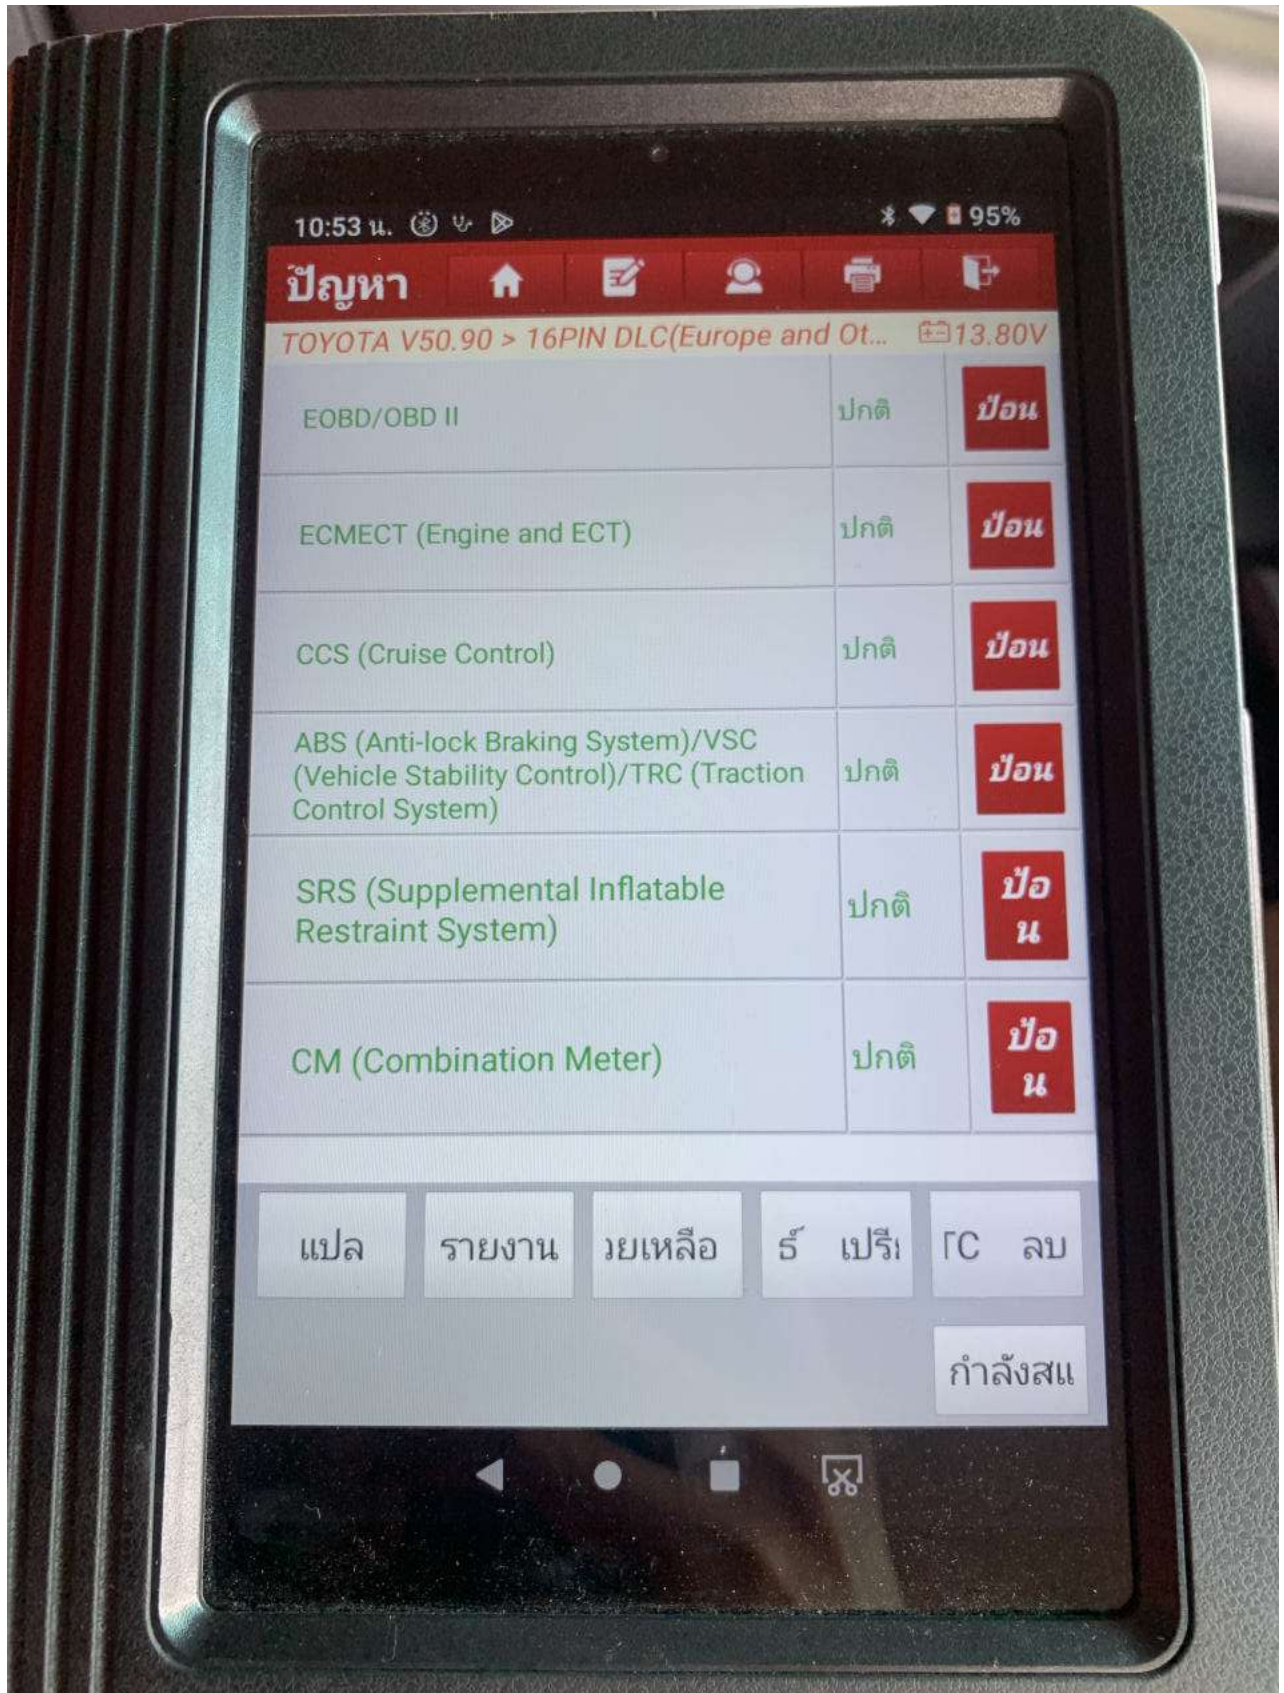 10:53 น. 95%
ปัญหา
TOYOTA V50.90 > 16PIN DLC(Europe and Ot... 13.80V
EOBD/OBD II ปกติ ป้อน
ECMECT (Engine and ECT) ปกติ ป้อน
CCS (Cruise Control) ปกติ ป้อน
ABS (Anti-lock Braking System)/VSC
(Vehicle Stability Control)/TRC (Traction ปกติ ป้อน
Control System)
SRS (Supplemental Inflatable ปกติ ป้อ
Restraint System) น
CM (Combination Meter) ปกติ ป้อ
น
แปล รายงาน วยเหลือ ธ์ เปรี TC ลบ
กำลังสแ